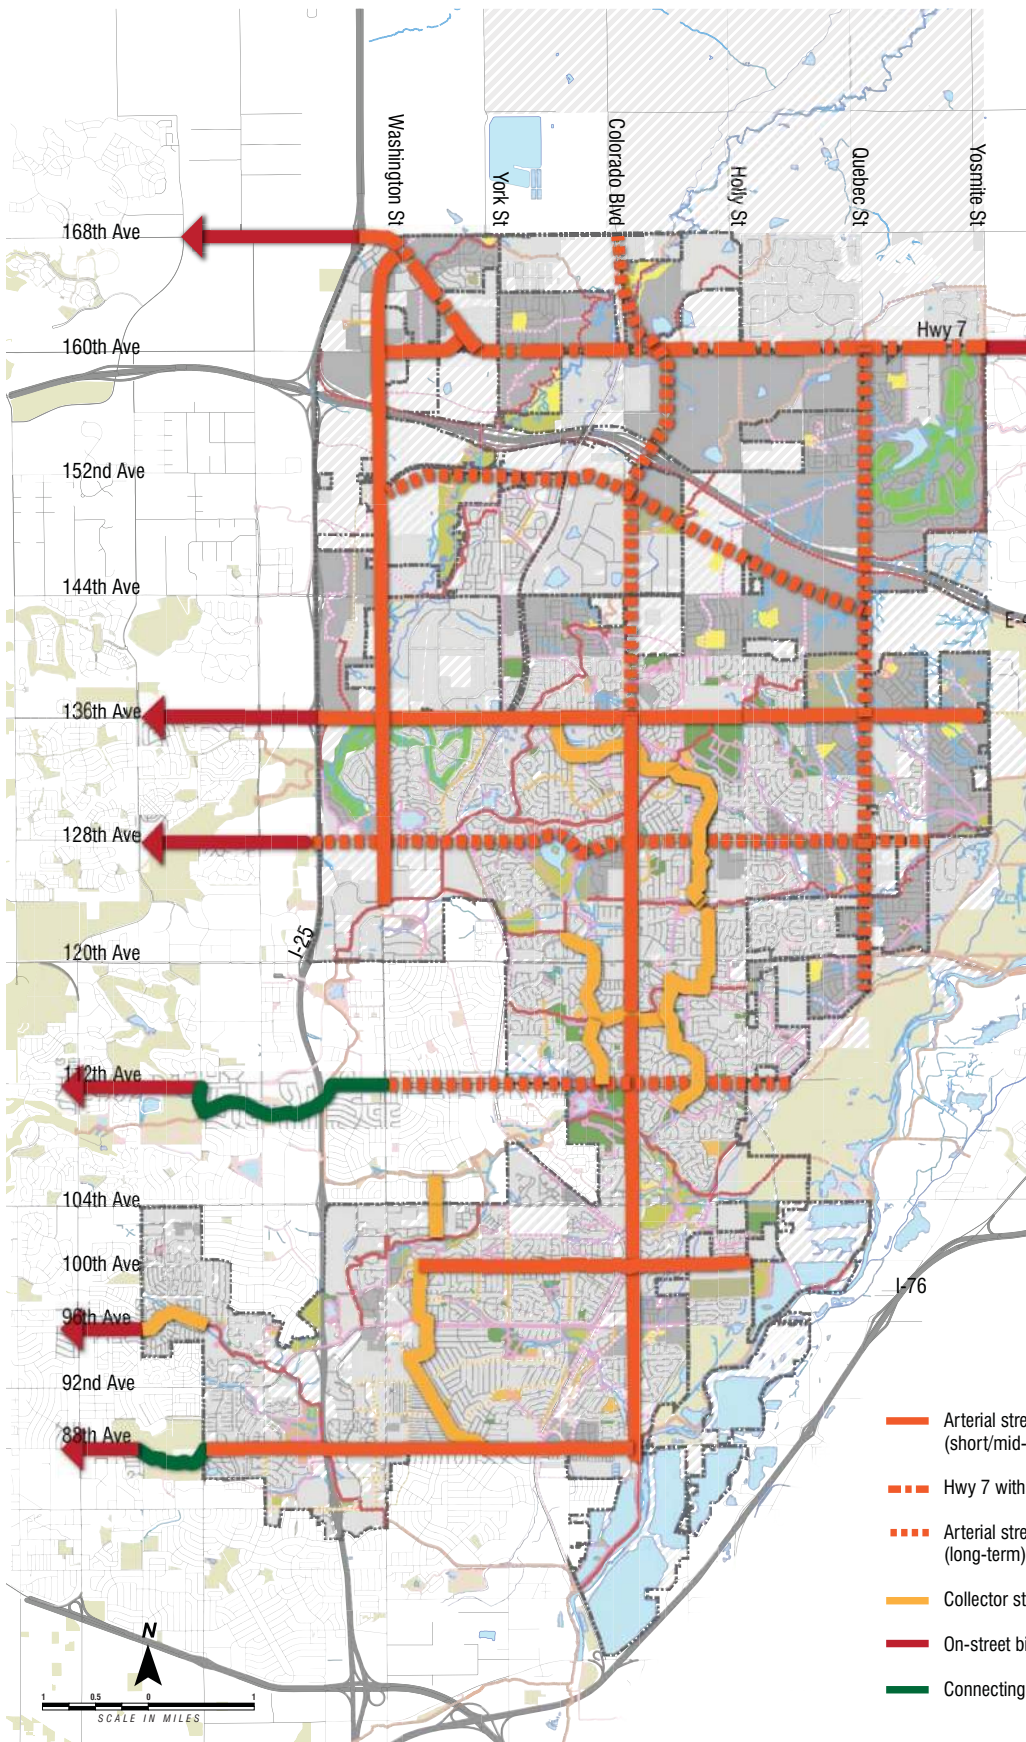 Washington St
York St
Colorado Blvd
Holly St
Quebec St
Yosmite St
168th Ave
Hwy 7
160th Ave
152nd Ave
144th Ave
E-4
136th Ave
128th Ave
I-25
120th Ave
112th Ave
104th Ave
100th Ave
I-76
96th Ave
92nd Ave
88th Ave
Arterial stre
(short/mid-
Hwy 7 with
Arterial stre
(long-term)
Collector st
On-street bi
Connecting
N
1 0.5 0 1
SCALE IN MILES